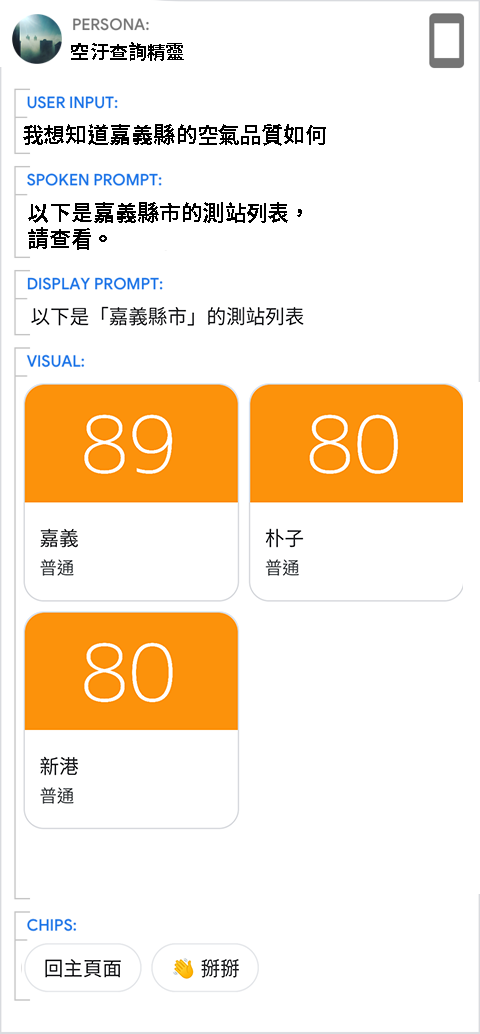 PERSONA:
空汙查詢精靈
USER INPUT:
我想知道嘉義縣的空氣品質如何
SPOKEN PROMPT:
以下是嘉義縣市的測站列表，
請查看。
DISPLAY PROMPT:
以下是「嘉義縣市」的測站列表
VISUAL:
89
80
嘉義
朴子
普通
普通
80
新港
普通
CHIPS:
回主頁面
👋 掰掰